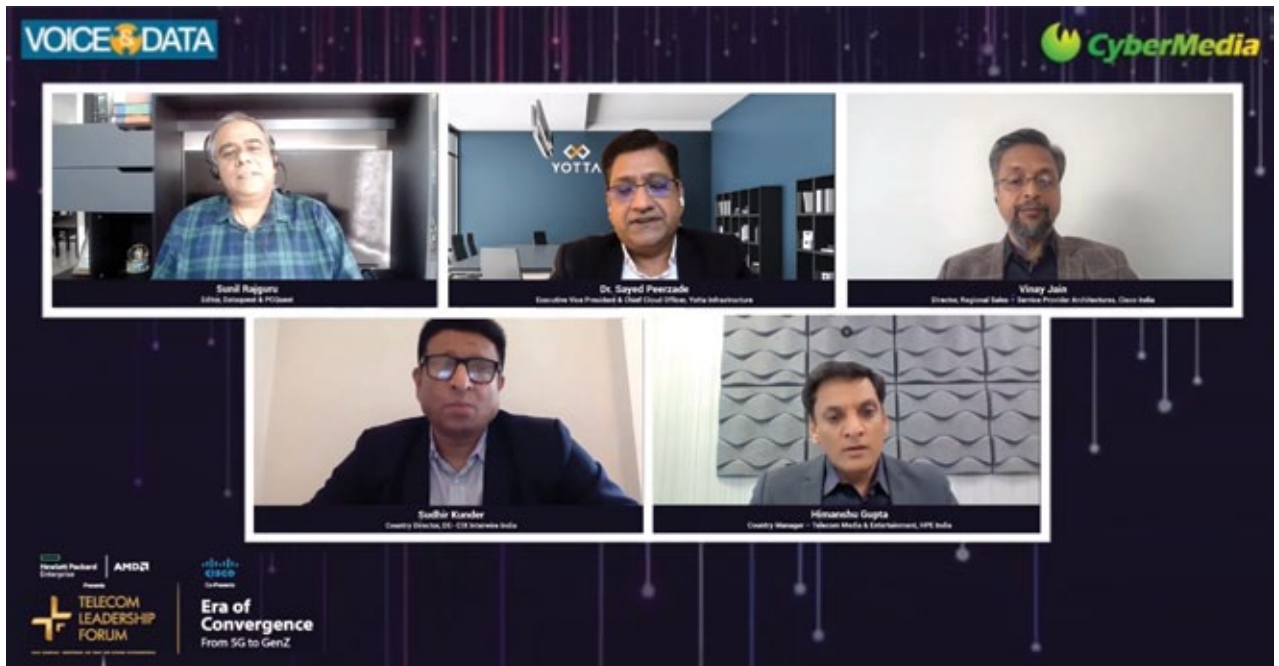 VOICE & DATA
CyberMedia
YOTTA
Sunil Rajguru
Editor, Dataquest & PCQuest
Dr. Sayed Peerzade
Executive Vice President & Chief Cloud Officer, Yotta Infrastructure
Vinay Jain
Director, Regional Sales – Service Provider Architectures, Cisco India
Sudhir Kunder
Country Director, DE-CIX Interwire India
Himanshu Gupta
Country Manager – Telecom Media & Entertainment, HPE India
Hewlett Packard
Enterprise
AMD
Presents
CISCO
Co-Presents
TELECOM
LEADERSHIP
FORUM
Era of
Convergence
From 5G to GenZ